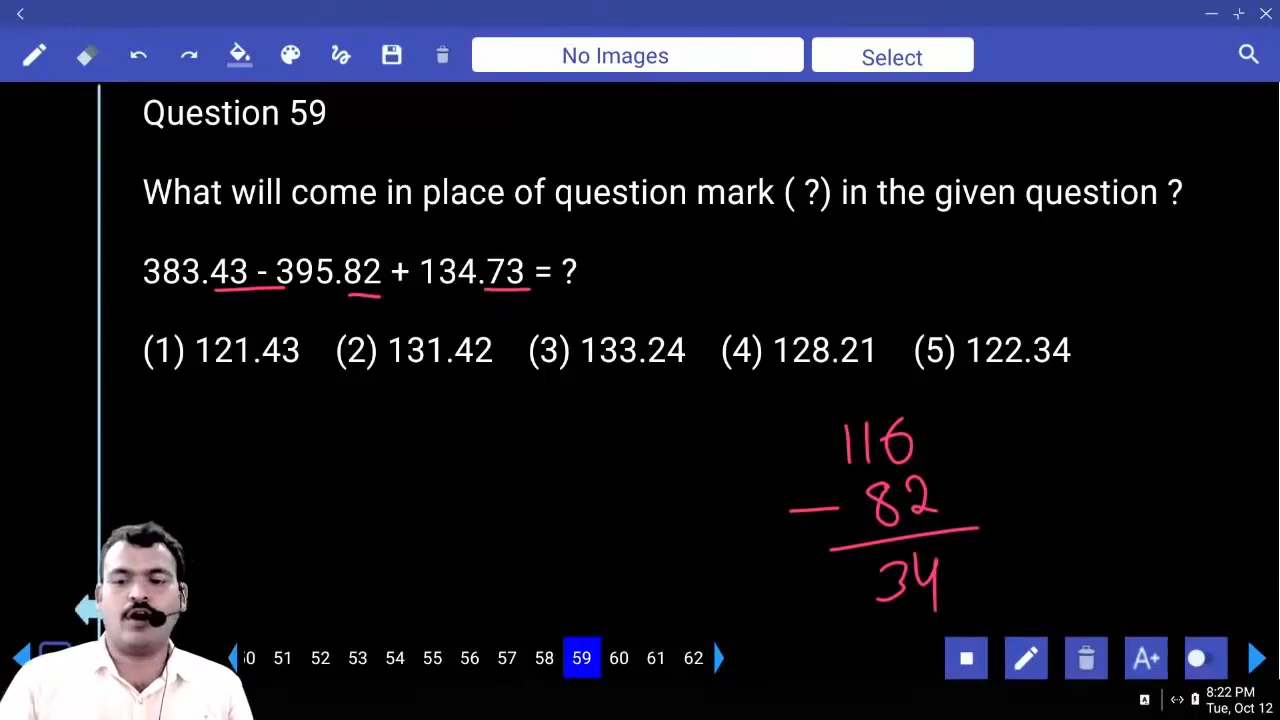 No Images
Select
Question 59
What will come in place of question mark ( ?) in the given question ?
383.43 - 395.82 + 134.73 = ?
(1) 121.43 (2) 131.42 (3) 133.24 (4) 128.21 (5) 122.34
116
- 82
34
51 52 53 54 55 56 57 58 59 60 61 62
A+
A
8:22 PM
Tue, Oct 12